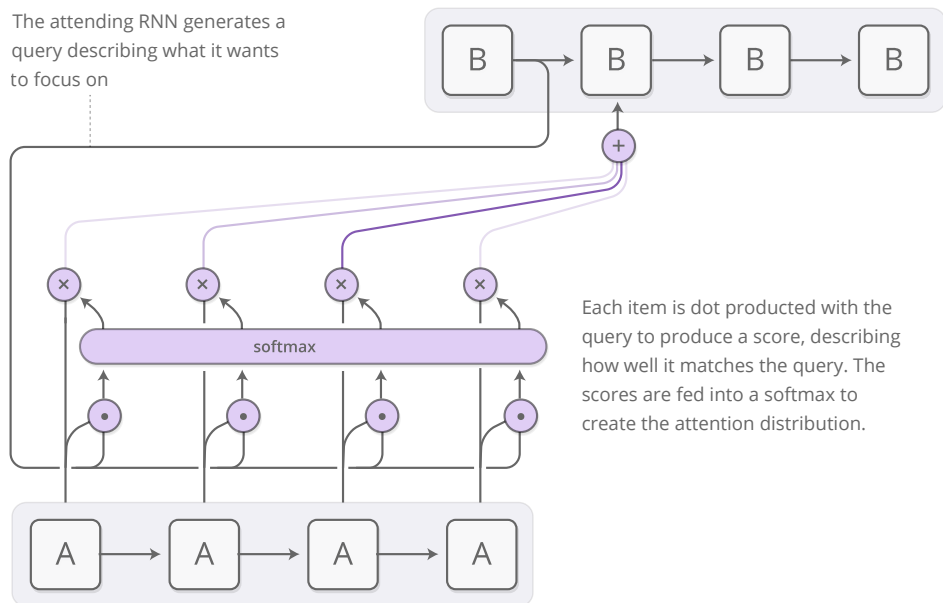 The attending RNN generates a
query describing what it wants
to focus on
B B B B
+
× × × ×
softmax
Each item is dot producted with the
query to produce a score, describing
how well it matches the query. The
scores are fed into a softmax to
create the attention distribution.
• • • •
A A A A